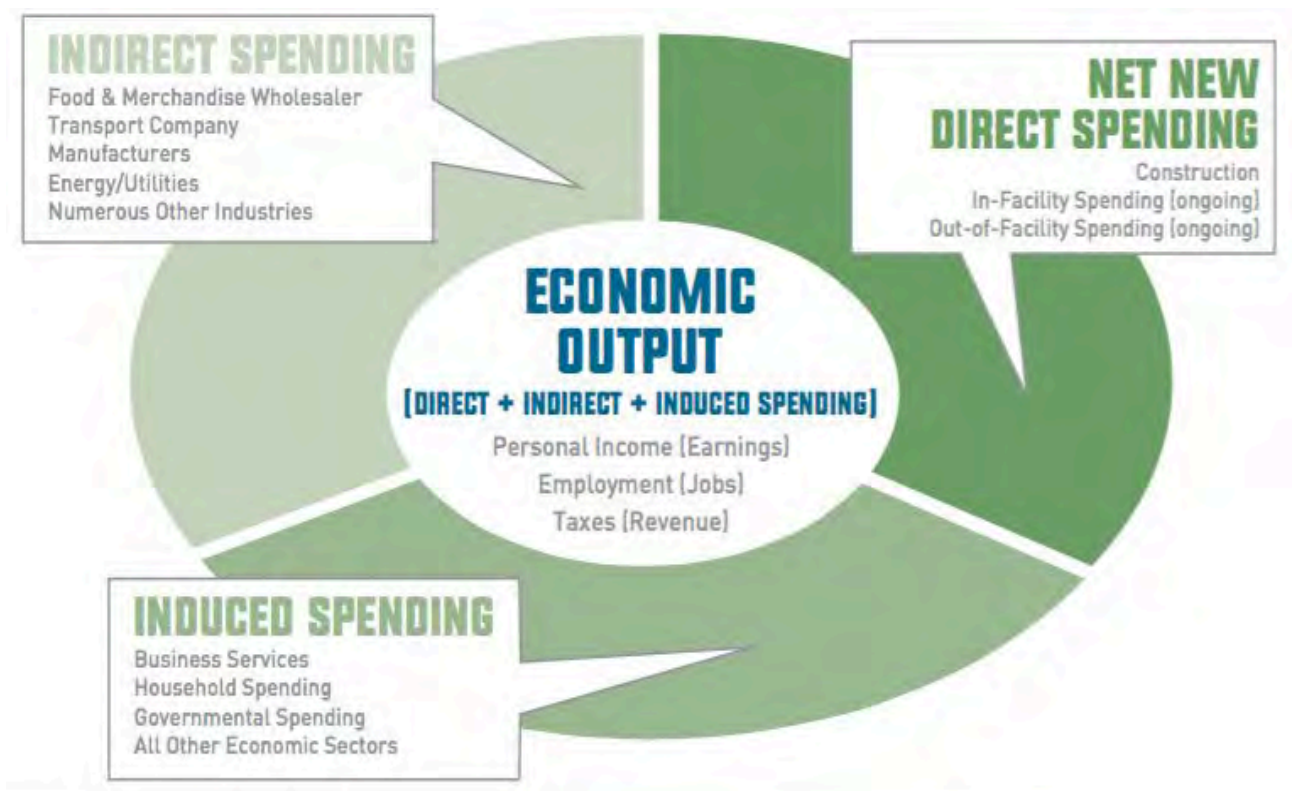 INDIRECT SPENDING
Food & Merchandise Wholesaler
Transport Company
Manufacturers
Energy/Utilities
Numerous Other Industries
NET NEW
DIRECT SPENDING
Construction
In-Facility Spending (ongoing)
Out-of-Facility Spending (ongoing)
ECONOMIC
OUTPUT
(DIRECT + INDIRECT + INDUCED SPENDING)
Personal Income (Earnings)
Employment (Jobs)
Taxes (Revenue)
INDUCED SPENDING
Business Services
Household Spending
Governmental Spending
All Other Economic Sectors